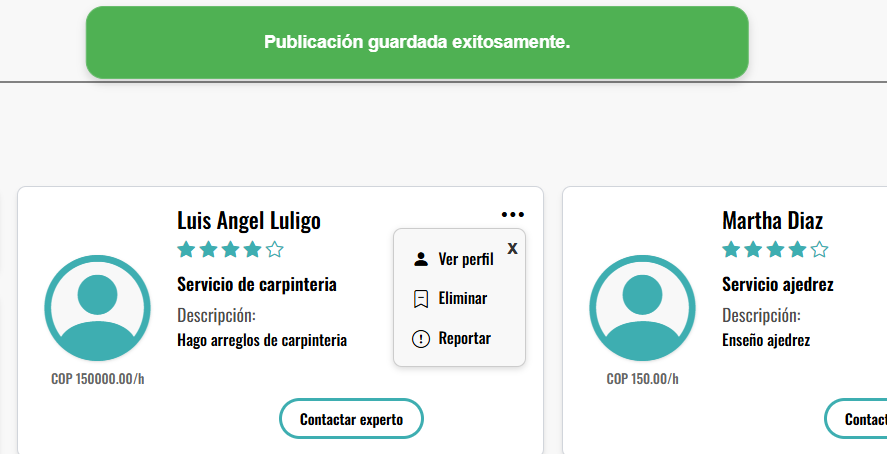 Publicación guardada exitosamente.
Luis Angel Luligo
Servicio de carpinteria
Descripción:
Hago arreglos de carpinteria
COP 150000.00/h
Contactar experto
X
Ver perfil
Eliminar
Reportar
Martha Diaz
Servicio ajedrez
Descripción:
Enseño ajedrez
COP 150.00/h